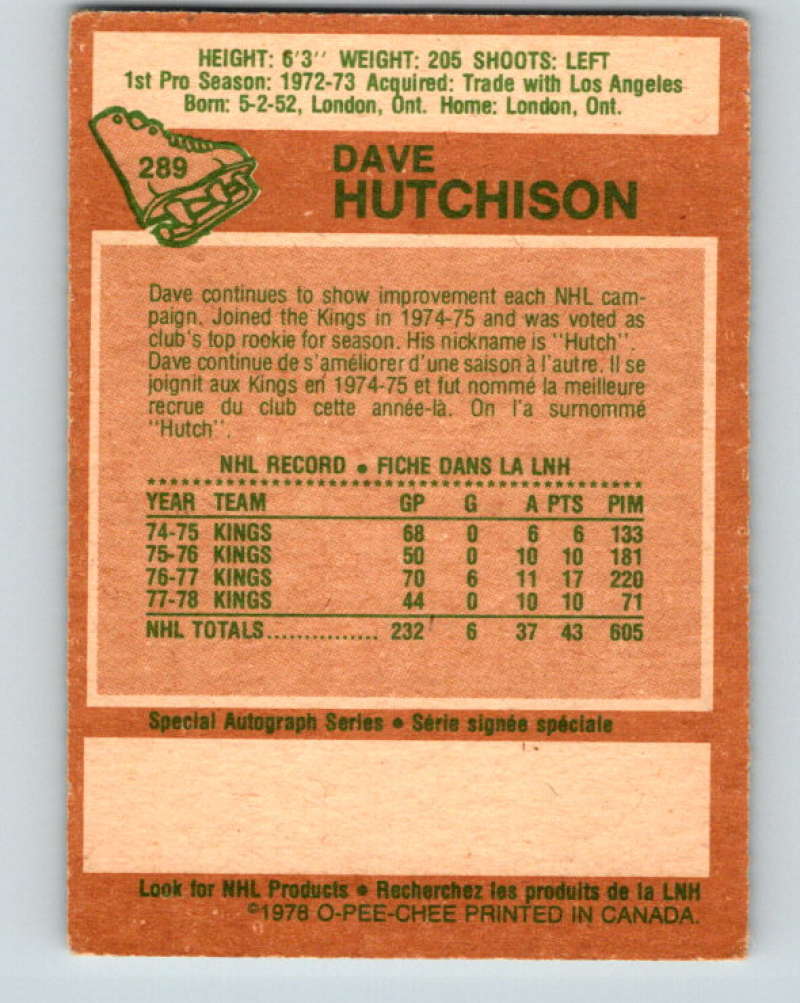 HEIGHT: 6'3'' WEIGHT: 205 SHOOTS: LEFT
1st Pro Season: 1972-73 Acquired: Trade with Los Angeles
Born: 5-2-52, London, Ont. Home: London, Ont.
289
DAVE
HUTCHISON
Dave continues to show improvement each NHL cam-
paign. Joined the Kings in 1974-75 and was voted as
club's top rookie for season. His nickname is ''Hutch''.
Dave continue de s'améliorer d'une saison à l'autre. Il se
joignit aux Kings en 1974-75 et fut nommé la meilleure
recrue du club cette année-là. On l'a surnommé
''Hutch''.
NHL RECORD • FICHE DANS LA LNH
YEAR TEAM GP G A PTS PIM
74-75 KINGS 68 0 6 6 133
75-76 KINGS 50 0 10 10 181
76-77 KINGS 70 6 11 17 220
77-78 KINGS 44 0 10 10 71
NHL TOTALS............... 232 6 37 43 605
Special Autograph Series • Série signée spéciale
Look for NHL Products • Recherchez les produits de la LNH
©1978 O-PEE-CHEE PRINTED IN CANADA.